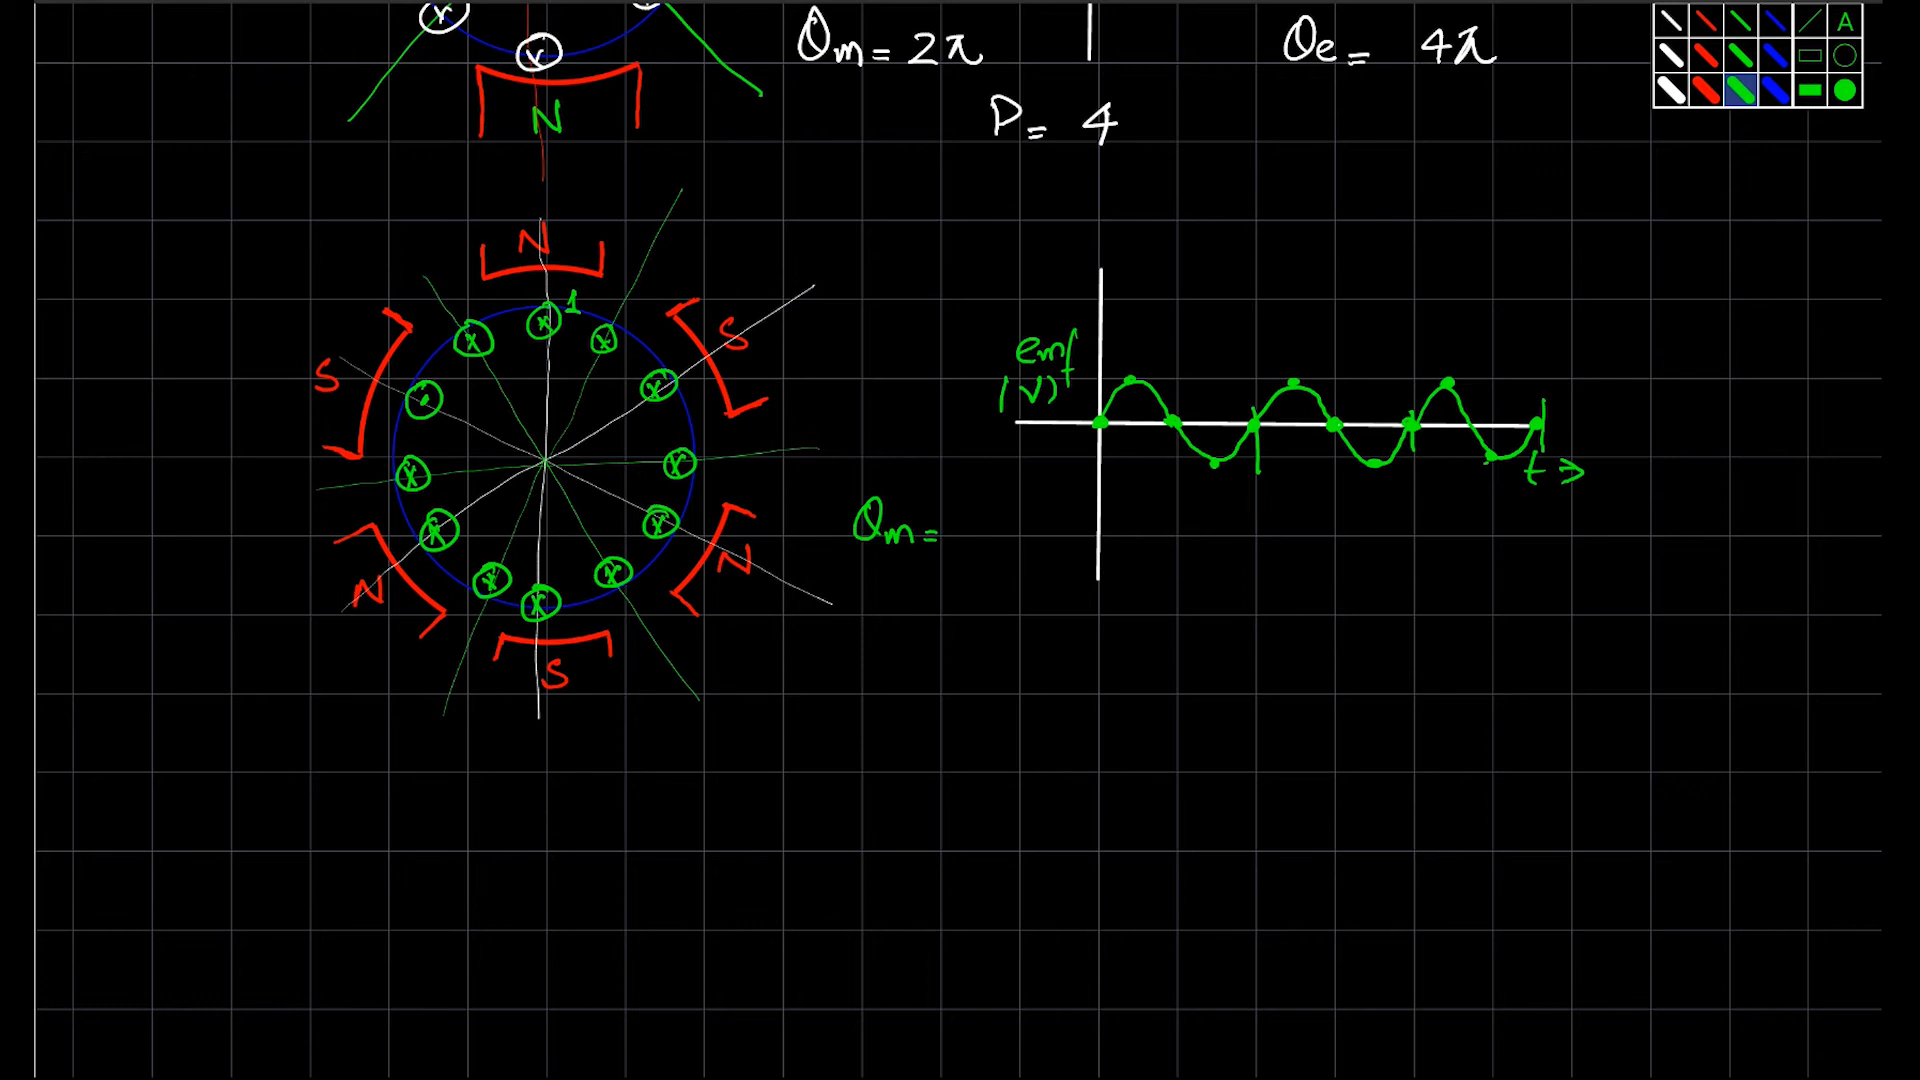 θm = 2π
θe = 4π
N
P = 4
N
1
S
S
emf
(V)
t →
θm =
N
N
S
A